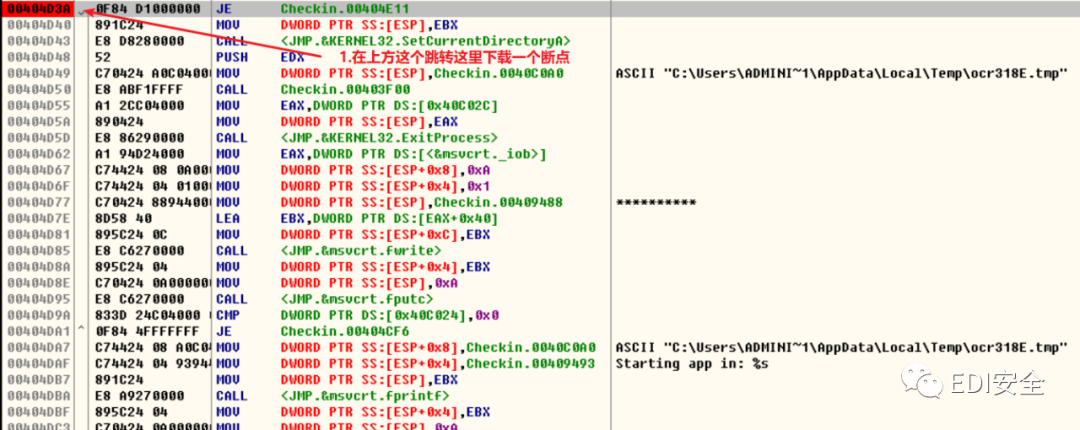 00404D3A 0F84 D1000000 JE Checkin.00404E11
00404D40 891C24 MOV DWORD PTR SS:[ESP],EBX
00404D43 E8 D8280000 CALL <JMP.&KERNEL32.SetCurrentDirectoryA>
00404D48 52 PUSH EDX 1.在上方这个跳转这里下载一个断点
00404D49 C70424 A0C04000 MOV DWORD PTR SS:[ESP],Checkin.0040C0A0 ASCII "C:\Users\ADMINI~1\AppData\Local\Temp\ocr318E.tmp"
00404D50 E8 ABF1FFFF CALL Checkin.00403F00
00404D55 A1 2CC04000 MOV EAX,DWORD PTR DS:[0x40C02C]
00404D5A 890424 MOV DWORD PTR SS:[ESP],EAX
00404D5D E8 86290000 CALL <JMP.&KERNEL32.ExitProcess>
00404D62 A1 94D24000 MOV EAX,DWORD PTR DS:[<&msvcrt._iob>]
00404D67 C74424 08 0A00 MOV DWORD PTR SS:[ESP+0x8],0xA
00404D6F C74424 04 0100 MOV DWORD PTR SS:[ESP+0x4],0x1
00404D77 C70424 88944000 MOV DWORD PTR SS:[ESP],Checkin.00409488 **********
00404D7E 8D58 40 LEA EBX,DWORD PTR DS:[EAX+0x40]
00404D81 895C24 0C MOV DWORD PTR SS:[ESP+0xC],EBX
00404D85 E8 C6270000 CALL <JMP.&msvcrt.fwrite>
00404D8A 895C24 04 MOV DWORD PTR SS:[ESP+0x4],EBX
00404D8E C70424 0A000000 MOV DWORD PTR SS:[ESP],0xA
00404D95 E8 C6270000 CALL <JMP.&msvcrt.fputc>
00404D9A 833D 24C04000 CMP DWORD PTR DS:[0x40C024],0x0
00404DA1 ^ 0F84 4FFFFFFF JE Checkin.00404CF6
00404DA7 C74424 08 A0C0 MOV DWORD PTR SS:[ESP+0x8],Checkin.0040C0A0 ASCII "C:\Users\ADMINI~1\AppData\Local\Temp\ocr318E.tmp"
00404DAF C74424 04 9394 MOV DWORD PTR SS:[ESP+0x4],Checkin.00409493 Starting app in: %s
00404DB7 891C24 MOV DWORD PTR SS:[ESP],EBX
00404DBA E8 A9270000 CALL <JMP.&msvcrt.fprintf>
00404DBF 895C24 04 MOV DWORD PTR SS:[ESP+0x4],EBX
00404DC3 C70424 0A000000 MOV DWORD PTR SS:[ESP],0xA
EDI安全